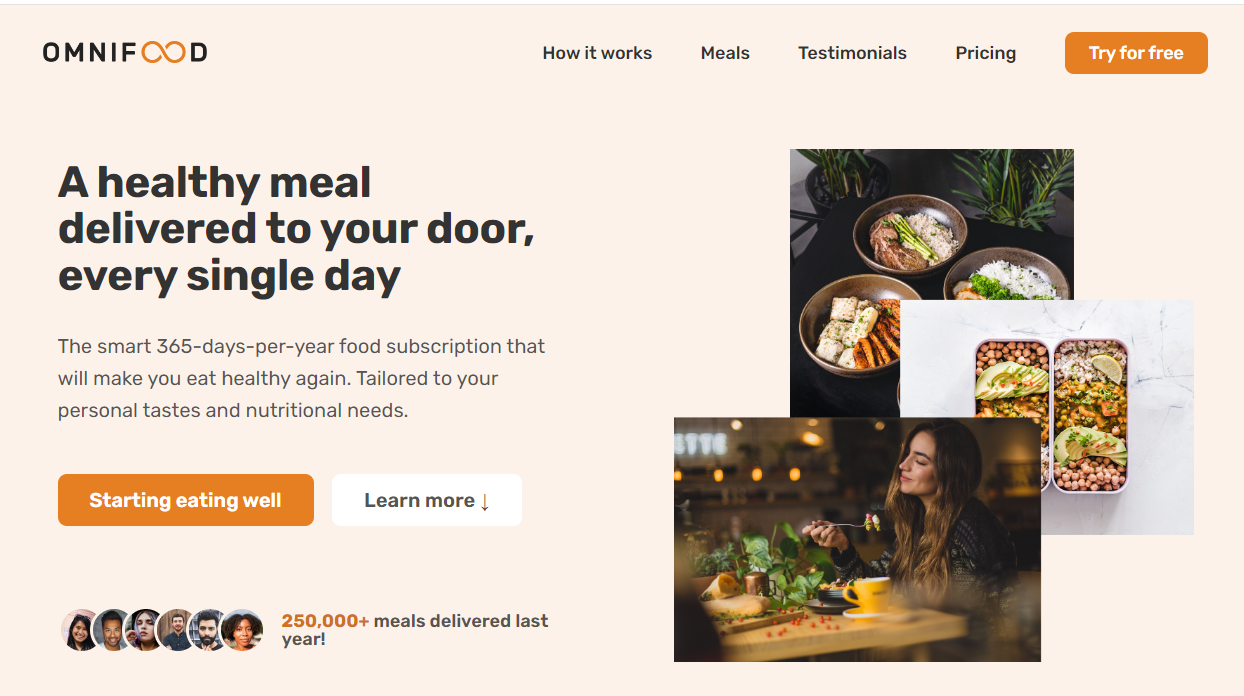 OMNIFOOD
How it works
Meals
Testimonials
Pricing
Try for free
A healthy meal
delivered to your door,
every single day
The smart 365-days-per-year food subscription that
will make you eat healthy again. Tailored to your
personal tastes and nutritional needs.
Starting eating well
Learn more ↓
250,000+ meals delivered last
year!